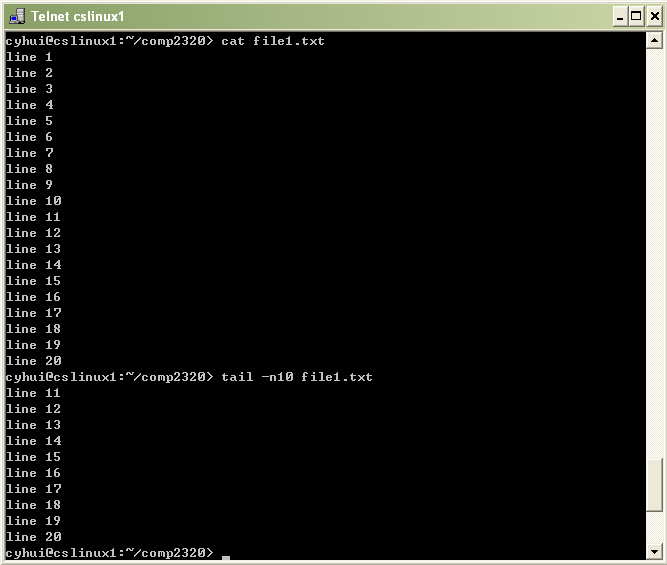 Telnet cslinux1
cyhui@cslinux1:~/comp2320> cat file1.txt
line 1
line 2
line 3
line 4
line 5
line 6
line 7
line 8
line 9
line 10
line 11
line 12
line 13
line 14
line 15
line 16
line 17
line 18
line 19
line 20
cyhui@cslinux1:~/comp2320> tail -n10 file1.txt
line 11
line 12
line 13
line 14
line 15
line 16
line 17
line 18
line 19
line 20
cyhui@cslinux1:~/comp2320> _